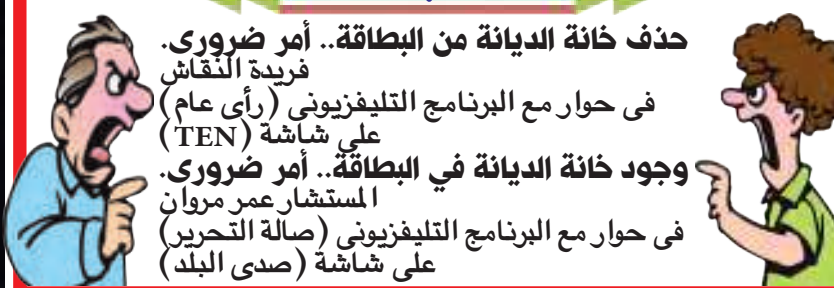 حذف خانة الديانة من البطاقة.. أمر ضرورى.
فريدة النقاش
فى حوار مع البرنامج التليفزيونى (رأى عام)
على شاشة (TEN)
وجود خانة الديانة في البطاقة.. أمر ضرورى.
المستشار عمر مروان
فى حوار مع البرنامج التليفزيونى (صالة التحرير)
على شاشة (صدى البلد)